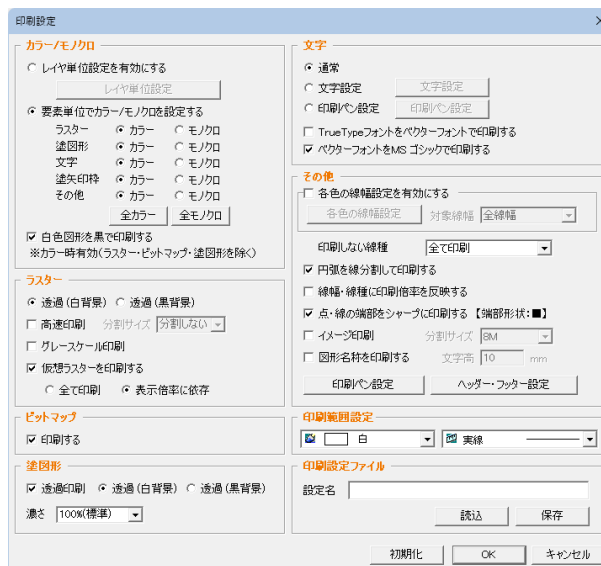 印刷設定
カラー/モノクロ
レイヤ単位設定を有効にする
レイヤ単位設定
要素単位でカラー/モノクロを設定する
ラスター カラー モノクロ
塗図形 カラー モノクロ
文字 カラー モノクロ
塗矢印枠 カラー モノクロ
その他 カラー モノクロ
全カラー 全モノクロ
白色図形を黒で印刷する
※カラー時有効(ラスター・ビットマップ・塗図形を除く)
ラスター
透過(白背景) 透過(黒背景)
高速印刷 分割サイズ 分割しない
グレースケール印刷
仮想ラスターを印刷する
全て印刷 表示倍率に依存
ビットマップ
印刷する
塗図形
透過印刷 透過(白背景) 透過(黒背景)
濃さ 100%(標準)
文字
通常
文字設定 文字設定
印刷ペン設定 印刷ペン設定
TrueTypeフォントをベクターフォントで印刷する
ベクターフォントをMS ゴシックで印刷する
その他
各色の線幅設定を有効にする
各色の線幅設定 対象線幅 全線幅
印刷しない線種 全て印刷
円弧を線分割して印刷する
線幅・線種に印刷倍率を反映する
点・線の端部をシャープに印刷する【端部形状:■】
イメージ印刷 分割サイズ 8M
図形名称を印刷する 文字高 10 mm
印刷ペン設定 ヘッダー・フッター設定
印刷範囲設定
白 実線
印刷設定ファイル
設定名
読込 保存
初期化 OK キャンセル